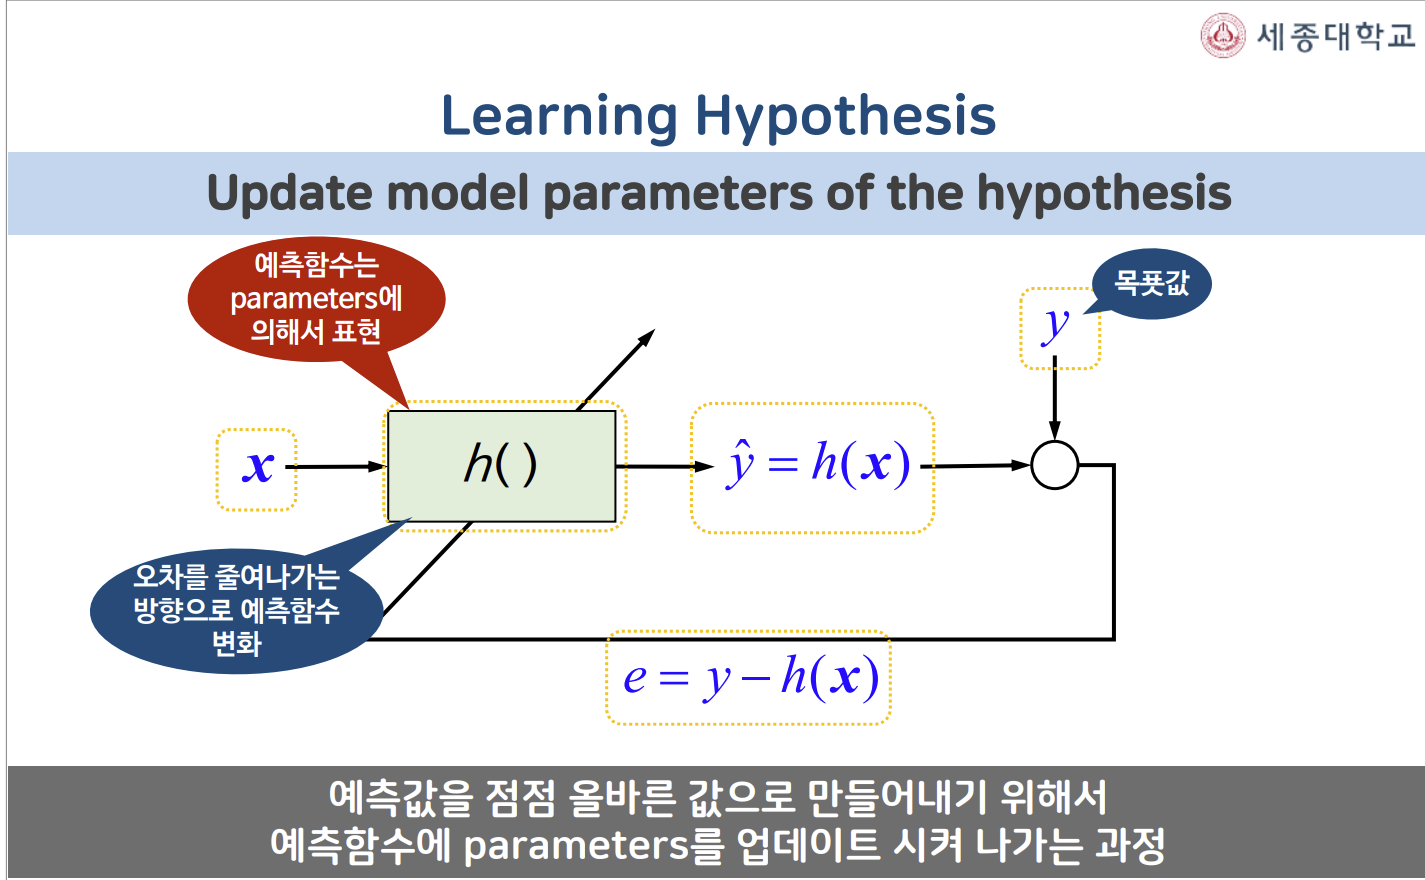 세종대학교
Learning Hypothesis
Update model parameters of the hypothesis
예측함수는
parameters에
의해서 표현
목푯값
y
x
h( )
ŷ = h(x)
오차를 줄여나가는
방향으로 예측함수
변화
e = y − h(x)
예측값을 점점 올바른 값으로 만들어내기 위해서
예측함수에 parameters를 업데이트 시켜 나가는 과정